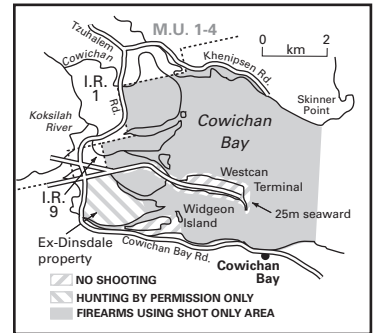 M.U. 1-4
Tzuhalem
Cowichan
Rd.
Khenipsen Rd.
0 2
km
I.R.
1
Skinner
Point
Koksilah
River
Cowichan
Bay
Westcan
Terminal
I.R.
9
Widgeon
Island
25m seaward
Ex-Dinsdale
property
Cowichan Bay Rd.
Cowichan
Bay
NO SHOOTING
HUNTING BY PERMISSION ONLY
FIREARMS USING SHOT ONLY AREA